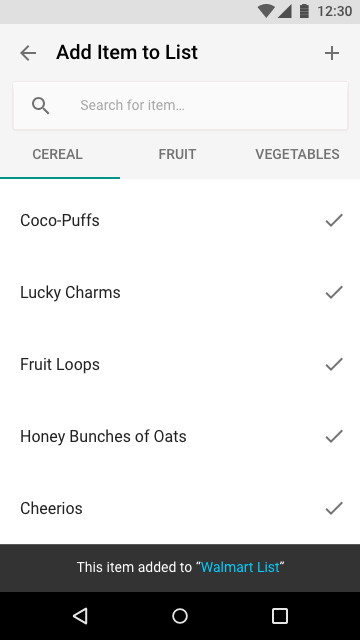 12:30
Add Item to List
Search for item...
CEREAL FRUIT VEGETABLES
Coco-Puffs
Lucky Charms
Fruit Loops
Honey Bunches of Oats
Cheerios
This item added to “Walmart List”